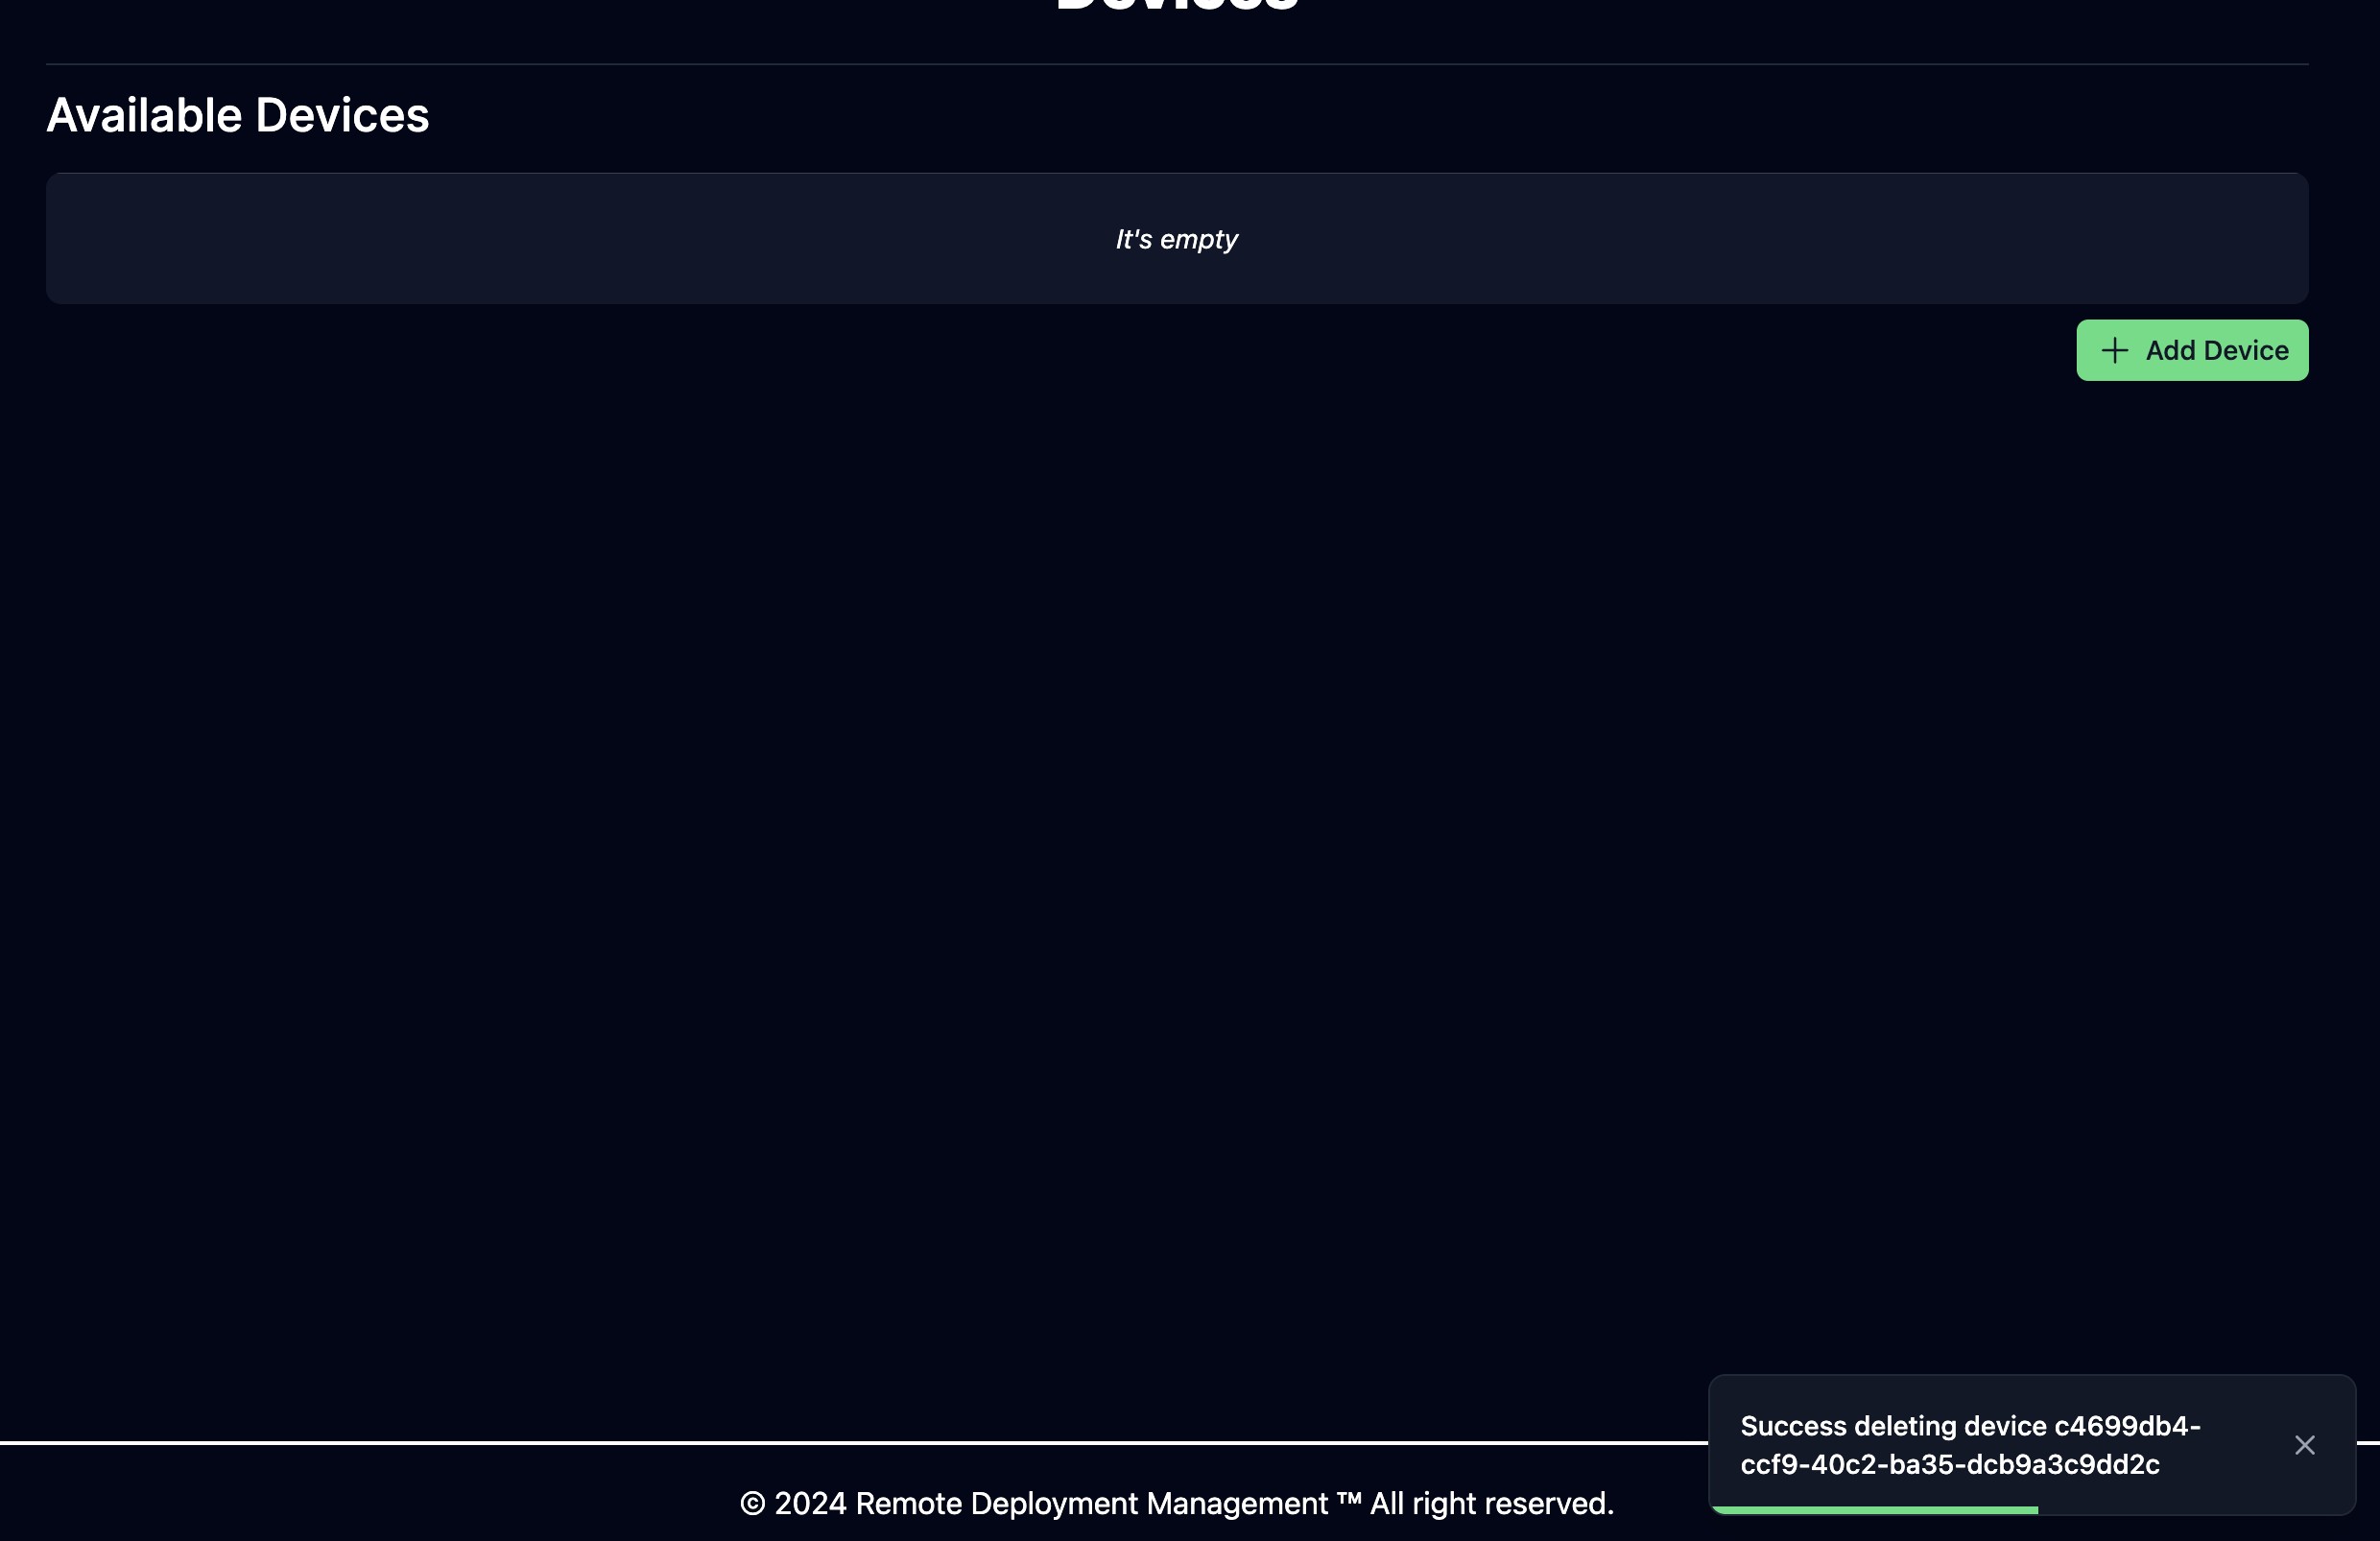 Devices
Available Devices
It's empty
Add Device
Success deleting device c4699db4-
ccf9-40c2-ba35-dcb9a3c9dd2c
© 2024 Remote Deployment Management ™ All right reserved.